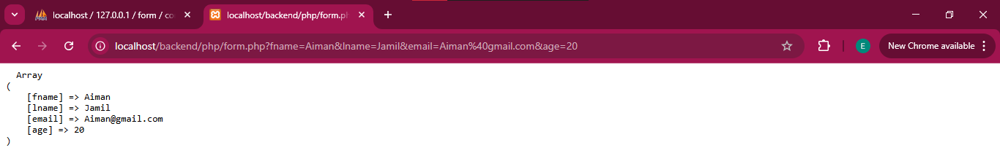 localhost / 127.0.0.1 / form / co
localhost/backend/php/form.ph
localhost/backend/php/form.php?fname=Aiman&lname=Jamil&email=Aiman%40gmail.com&age=20
E
New Chrome available
Array
(
[fname] => Aiman
[lname] => Jamil
[email] => Aiman@gmail.com
[age] => 20
)